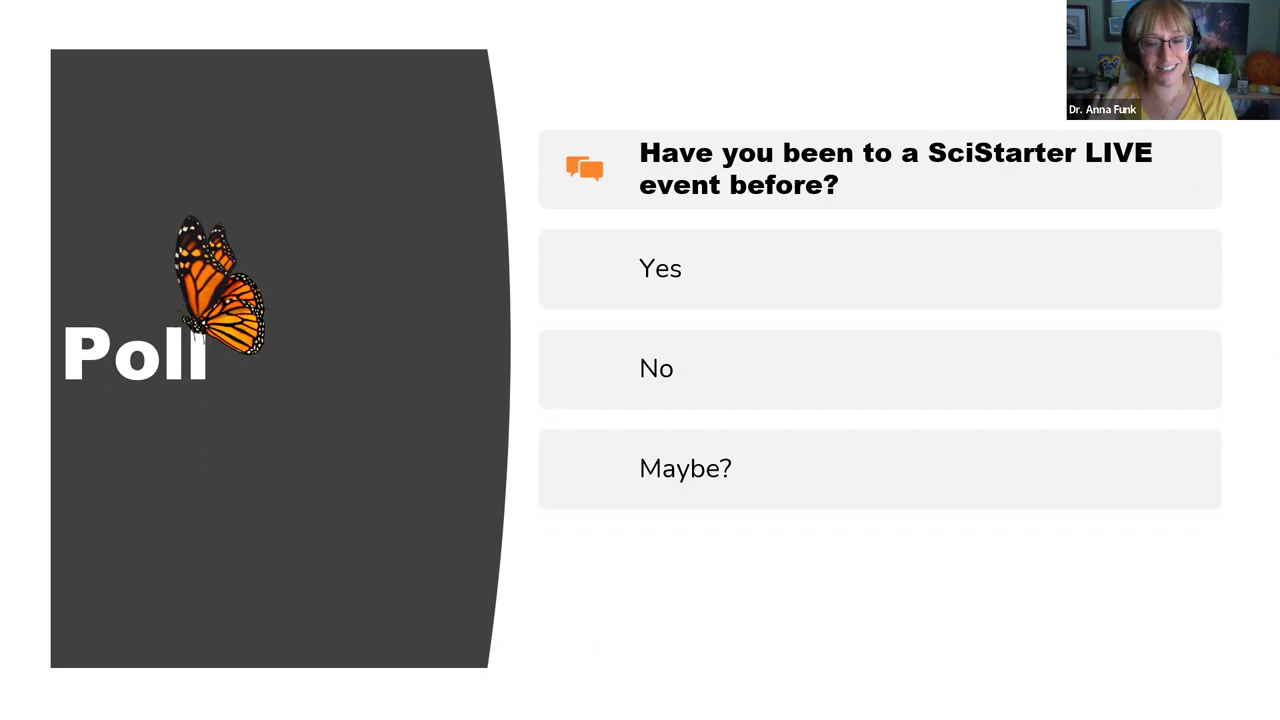 Dr. Anna Funk
Poll
Have you been to a SciStarter LIVE
event before?
Yes
No
Maybe?